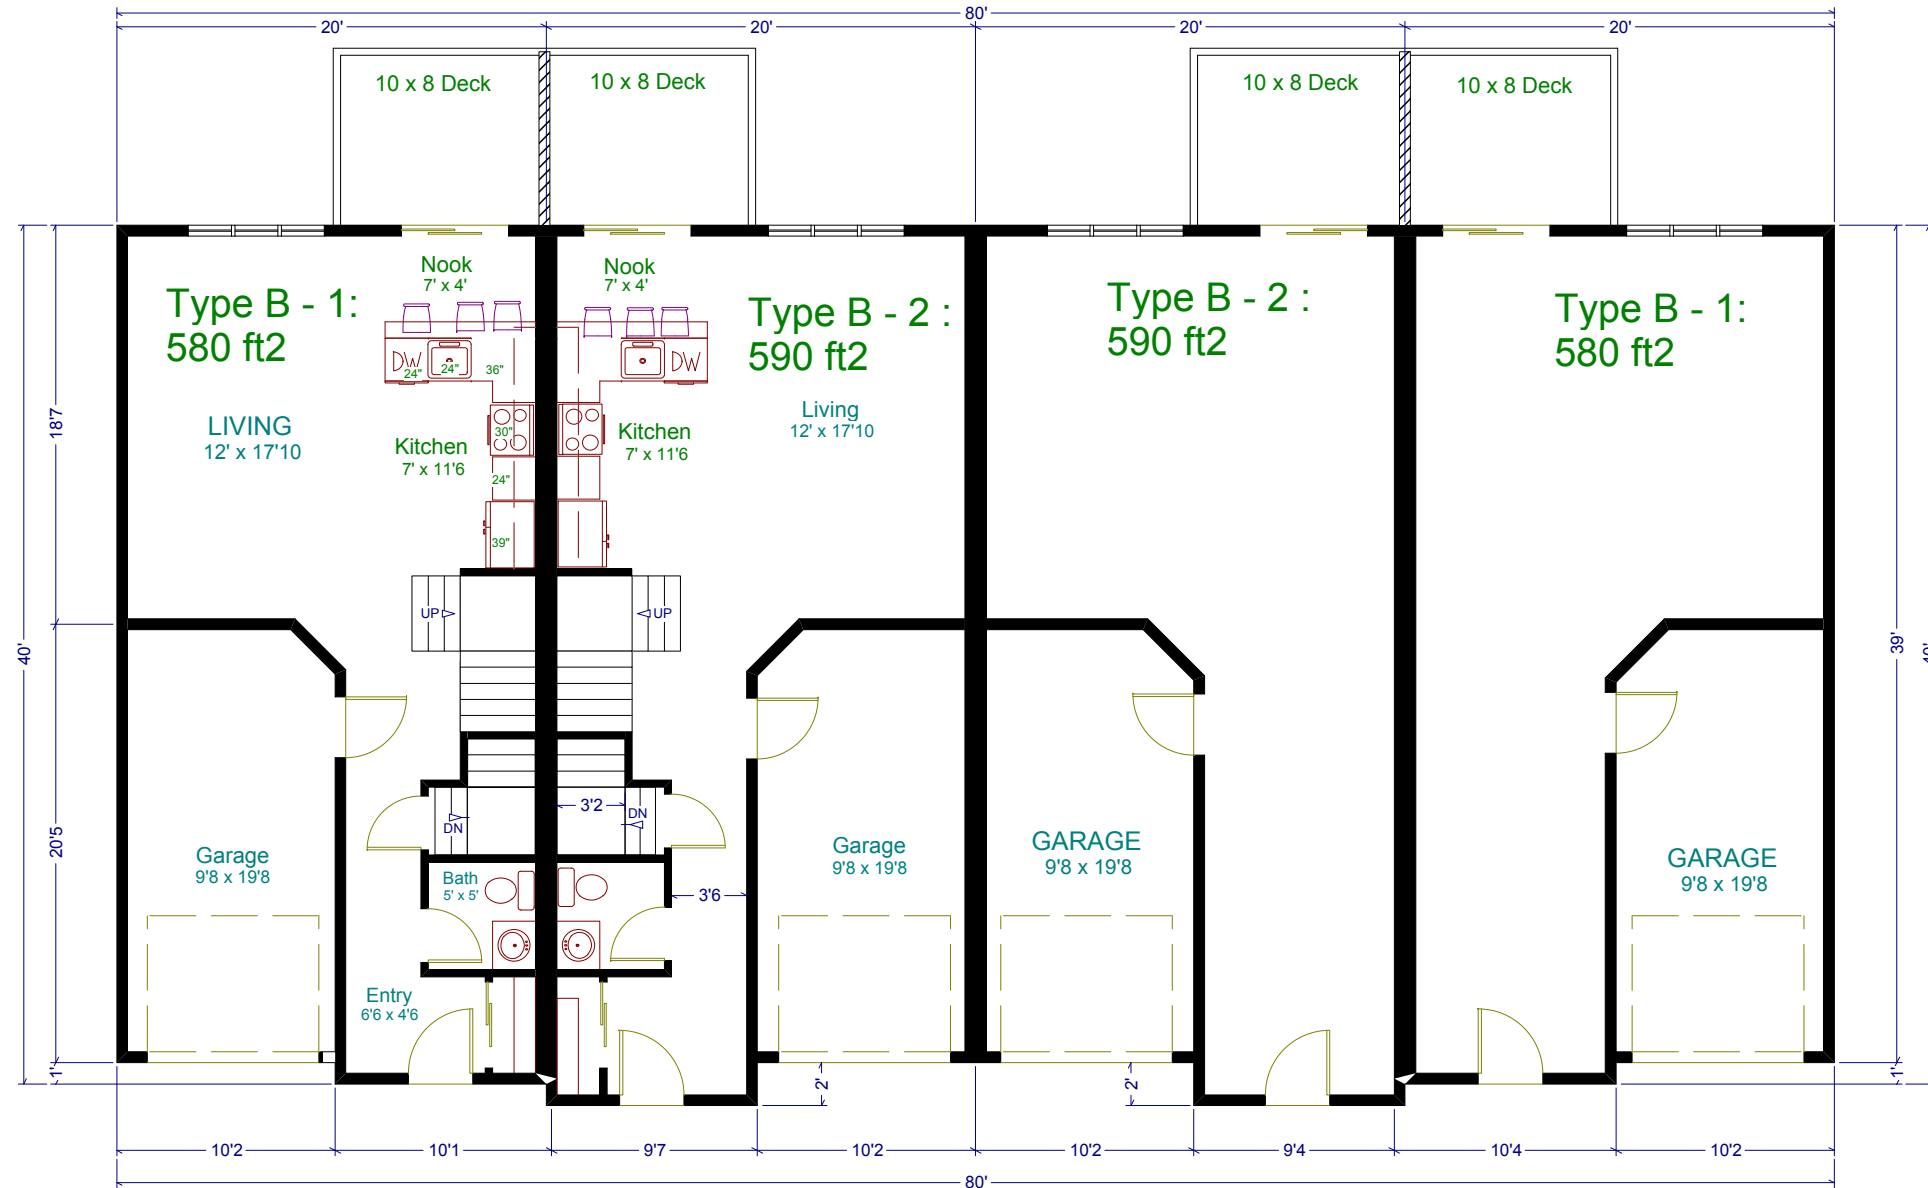 80'
20'
20'
20'
20'
10 x 8 Deck
10 x 8 Deck
10 x 8 Deck
10 x 8 Deck
Nook
7' x 4'
Nook
7' x 4'
Type B - 1:
580 ft2
Type B - 2 :
590 ft2
Type B - 2 :
590 ft2
Type B - 1:
580 ft2
DW
24"
24"
36"
DW
LIVING
12' x 17'10
Living
12' x 17'10
30"
Kitchen
7' x 11'6
Kitchen
7' x 11'6
24"
39"
18'7
40'
39'
40'
UP
UP
20'5
3'2
DN
DN
Garage
9'8 x 19'8
Bath
5' x 5'
3'6
Garage
9'8 x 19'8
GARAGE
9'8 x 19'8
GARAGE
9'8 x 19'8
Entry
6'6 x 4'6
1'
2'
2'
1'
10'2
10'1
9'7
10'2
10'2
9'4
10'4
10'2
80'